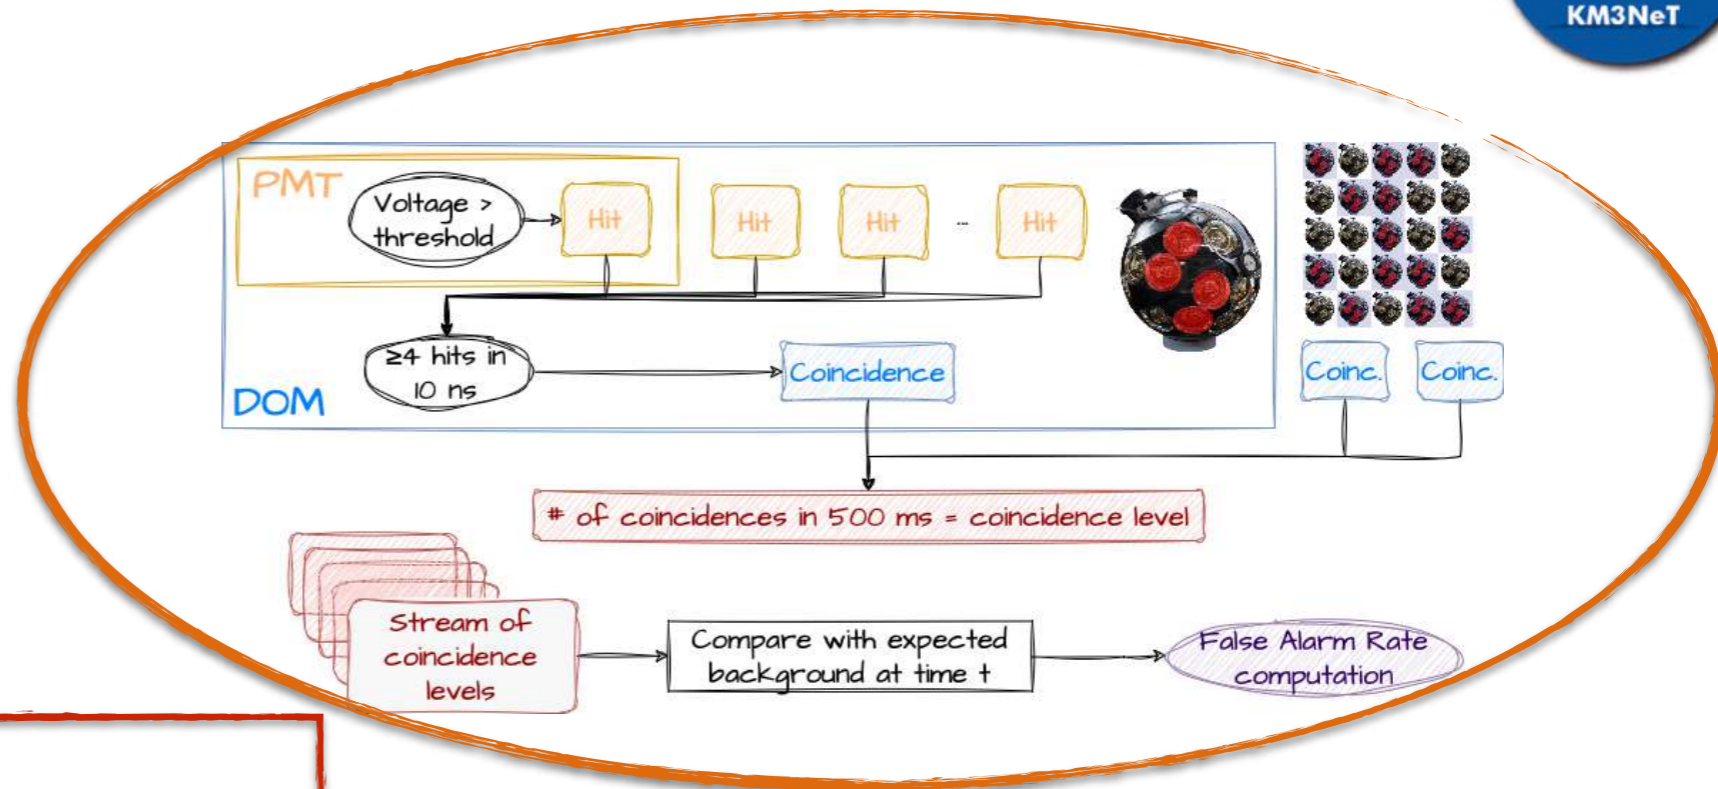 KM3NeT
PMT
Voltage >
threshold
Hit
Hit
Hit
...
Hit
≥4 hits in
10 ns
Coincidence
DOM
Coinc.
Coinc.
# of coincidences in 500 ms = coincidence level
Stream of
coincidence
levels
Compare with expected
background at time t
False Alarm Rate
computation